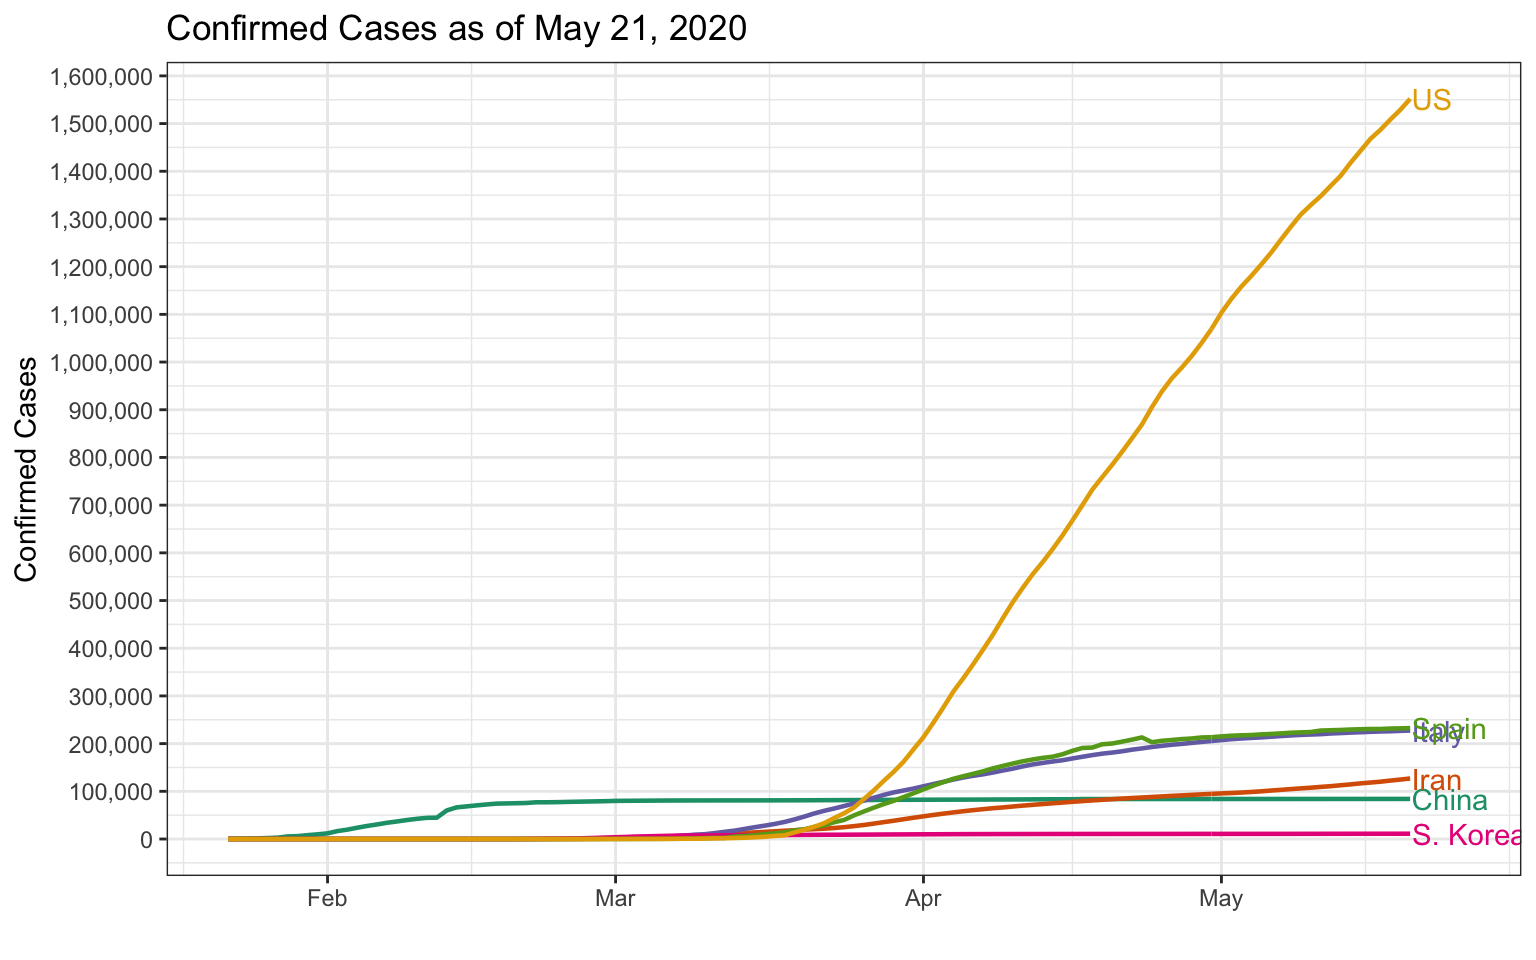 Confirmed Cases as of May 21, 2020
Confirmed Cases
1,600,000
1,500,000
1,400,000
1,300,000
1,200,000
1,100,000
1,000,000
900,000
800,000
700,000
600,000
500,000
400,000
300,000
200,000
100,000
0
US
Spain
Italy
Iran
China
S. Korea
Feb Mar Apr May